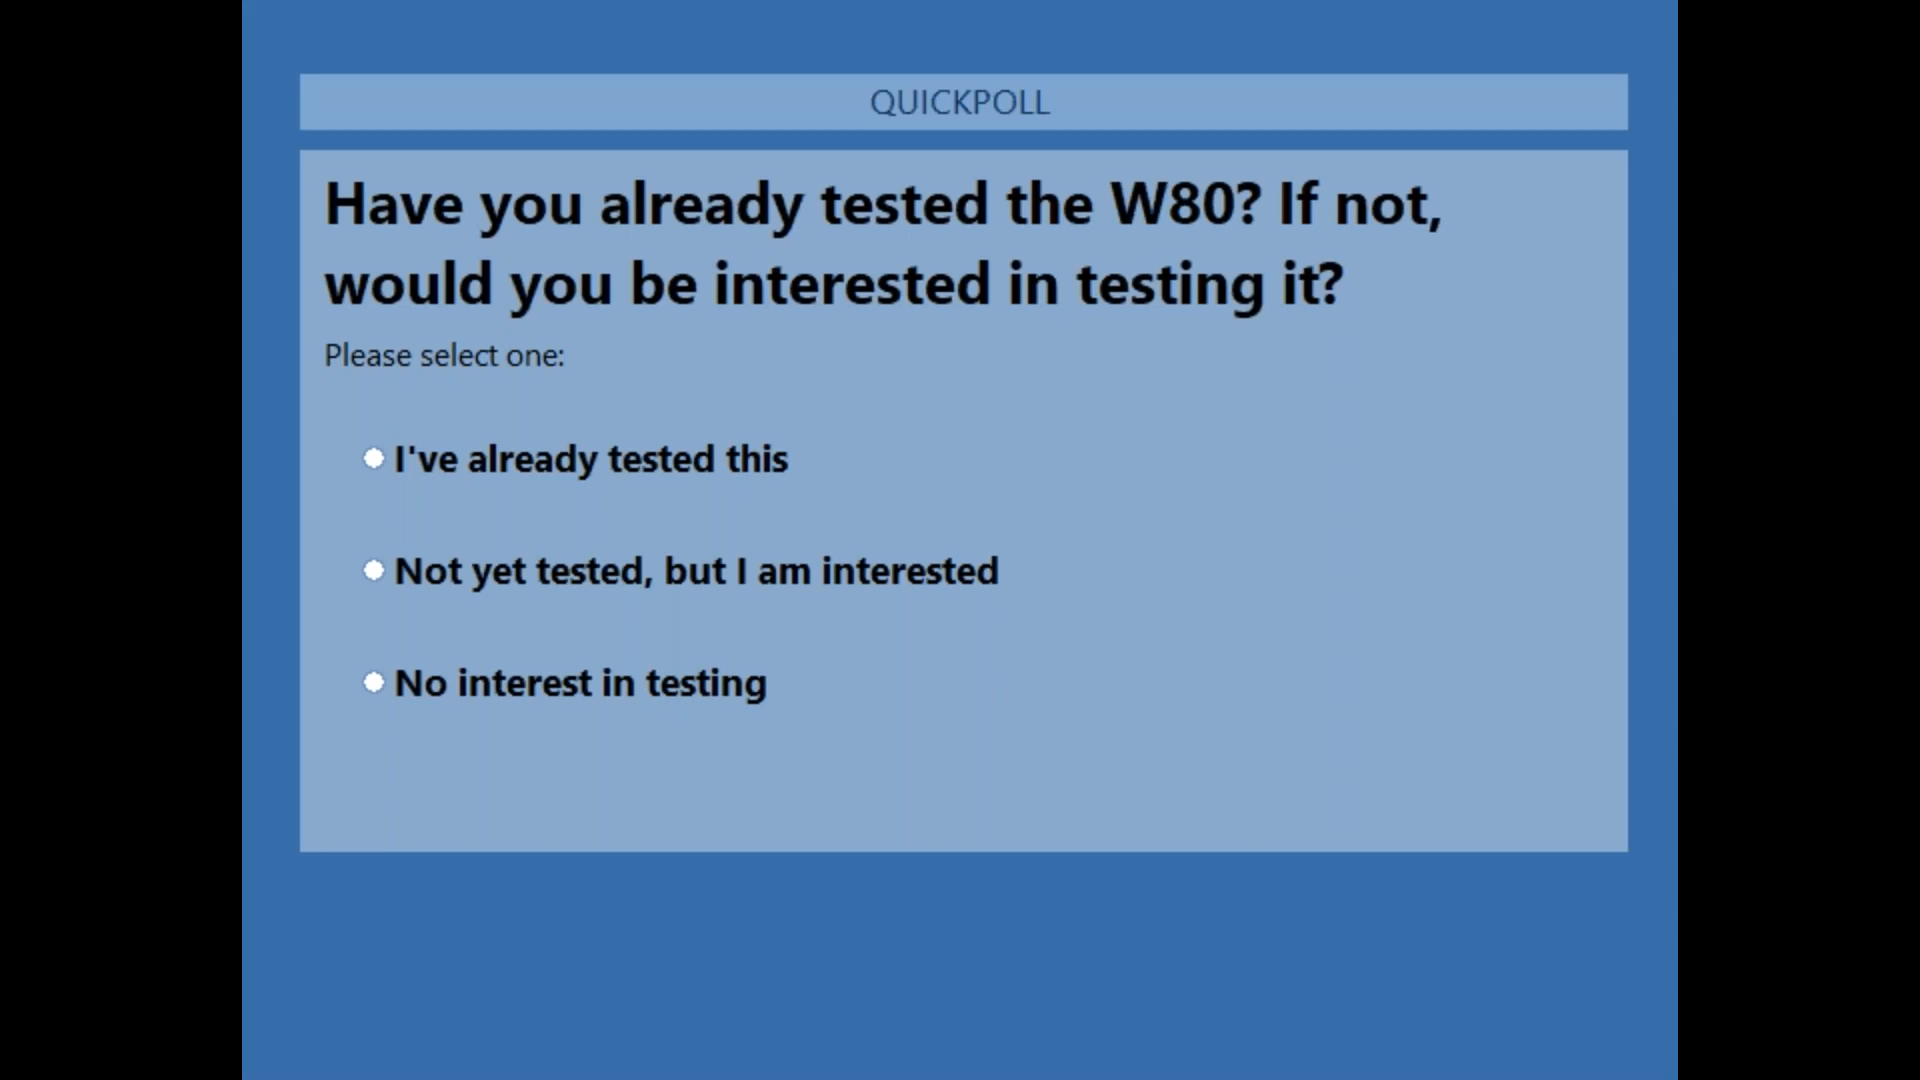 QUICKPOLL
Have you already tested the W80? If not,
would you be interested in testing it?
Please select one:
I've already tested this
Not yet tested, but I am interested
No interest in testing